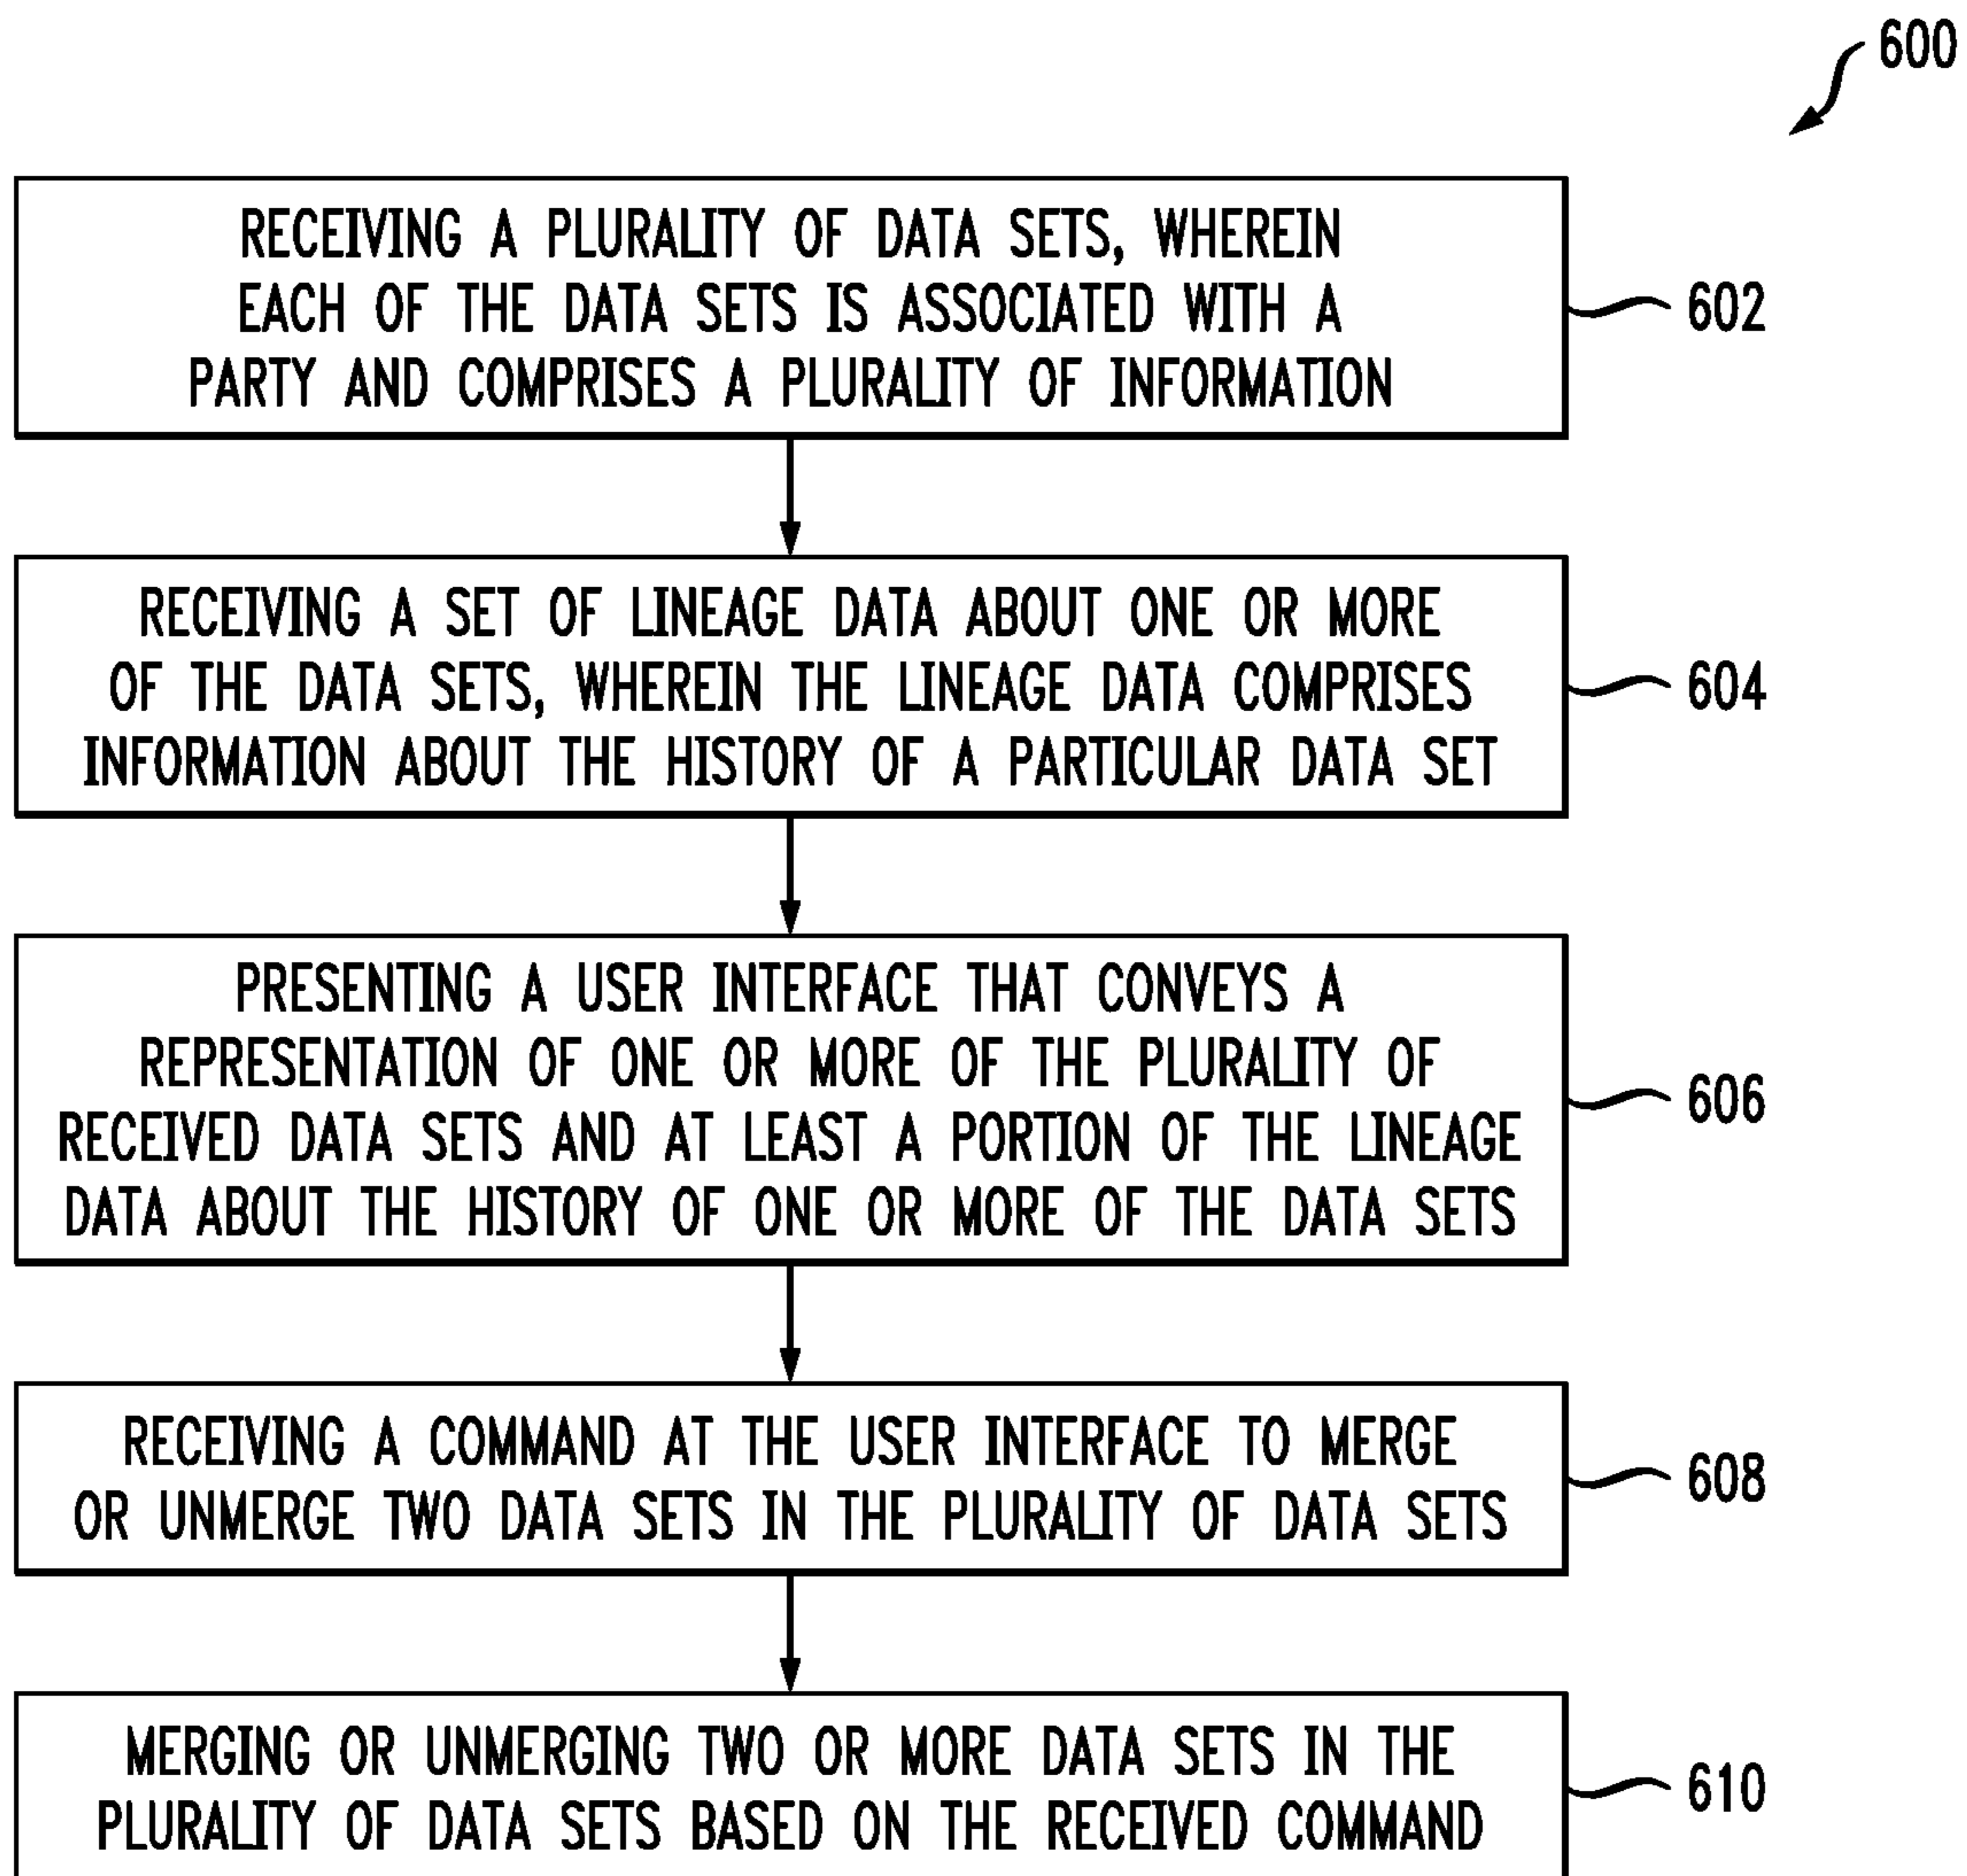 600
RECEIVING A PLURALITY OF DATA SETS, WHEREIN
EACH OF THE DATA SETS IS ASSOCIATED WITH A
PARTY AND COMPRISES A PLURALITY OF INFORMATION
602
RECEIVING A SET OF LINEAGE DATA ABOUT ONE OR MORE
OF THE DATA SETS, WHEREIN THE LINEAGE DATA COMPRISES
INFORMATION ABOUT THE HISTORY OF A PARTICULAR DATA SET
604
PRESENTING A USER INTERFACE THAT CONVEYS A
REPRESENTATION OF ONE OR MORE OF THE PLURALITY OF
RECEIVED DATA SETS AND AT LEAST A PORTION OF THE LINEAGE
DATA ABOUT THE HISTORY OF ONE OR MORE OF THE DATA SETS
606
RECEIVING A COMMAND AT THE USER INTERFACE TO MERGE
OR UNMERGE TWO DATA SETS IN THE PLURALITY OF DATA SETS
608
MERGING OR UNMERGING TWO OR MORE DATA SETS IN THE
PLURALITY OF DATA SETS BASED ON THE RECEIVED COMMAND
610